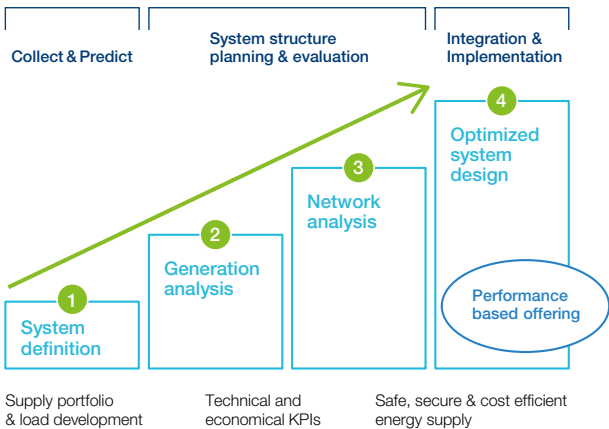 Collect & Predict
System structure
planning & evaluation
Integration &
Implementation
4
Optimized
system
design
3
Network
analysis
2
Generation
analysis
1
System
definition
Performance
based offering
Supply portfolio
& load development
Technical and
economical KPIs
Safe, secure & cost efficient
energy supply